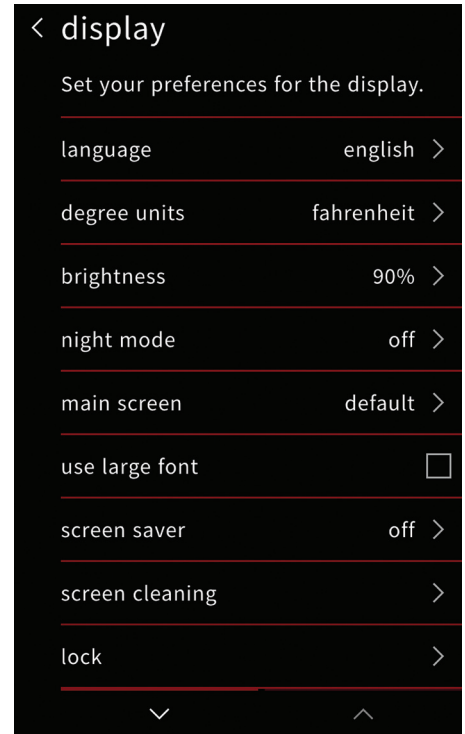 display
Set your preferences for the display.
language english
degree units fahrenheit
brightness 90%
night mode off
main screen default
use large font
screen saver off
screen cleaning
lock